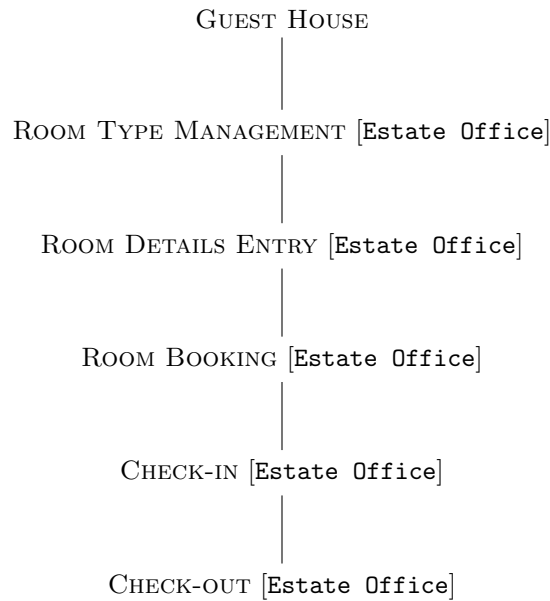 Guest House
Room Type Management [Estate Office]
Room Details Entry [Estate Office]
Room Booking [Estate Office]
Check-in [Estate Office]
Check-out [Estate Office]